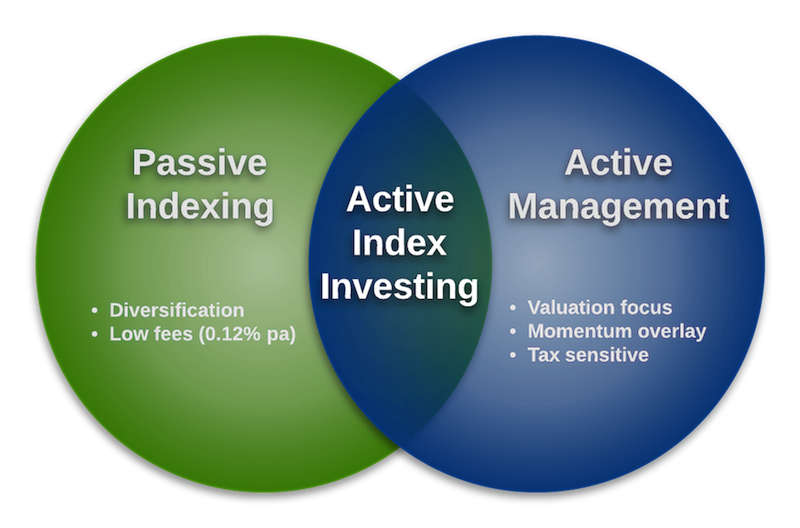 Passive
Indexing
• Diversification
• Low fees (0.12% pa)
Active
Index
Investing
Active
Management
• Valuation focus
• Momentum overlay
• Tax sensitive